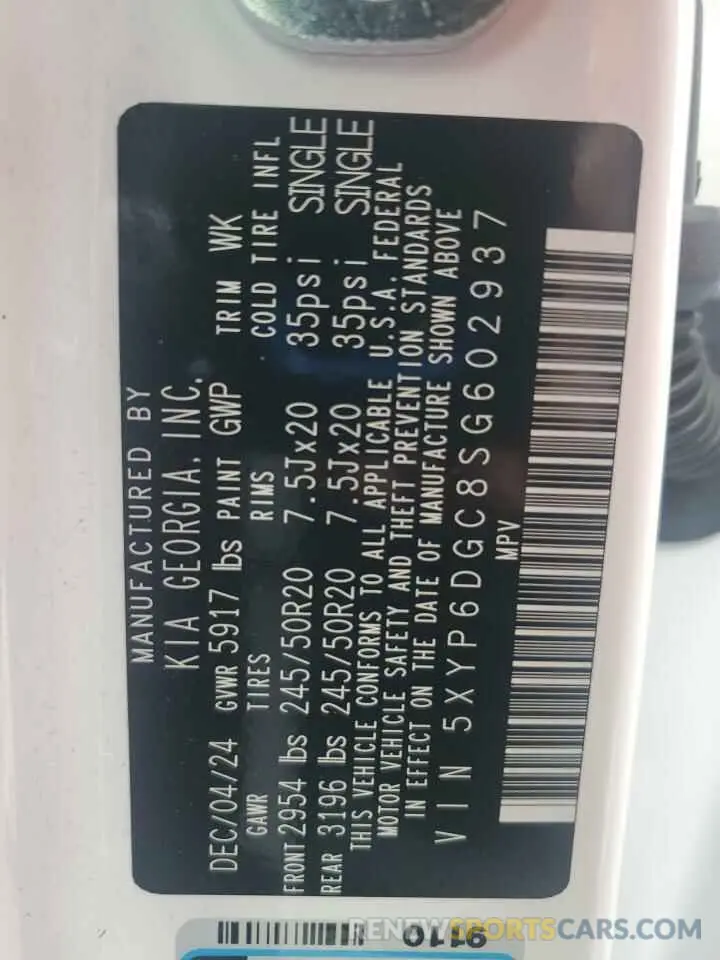 MANUFACTURED BY
KIA GEORGIA, INC.
DEC/04/24 GVWR 5917 lbs PAINT GWP TRIM WK
GAWR TIRES RIMS COLD TIRE INFL
FRONT 2954 lbs 245/50R20 7.5Jx20 35psi SINGLE
REAR 3196 lbs 245/50R20 7.5Jx20 35psi SINGLE
THIS VEHICLE CONFORMS TO ALL APPLICABLE U.S.A. FEDERAL
MOTOR VEHICLE SAFETY AND THEFT PREVENTION STANDARDS
IN EFFECT ON THE DATE OF MANUFACTURE SHOWN ABOVE
VIN 5XYP6DGC8SG602937
MPV
9110
RENEWSPORTSCARS.COM